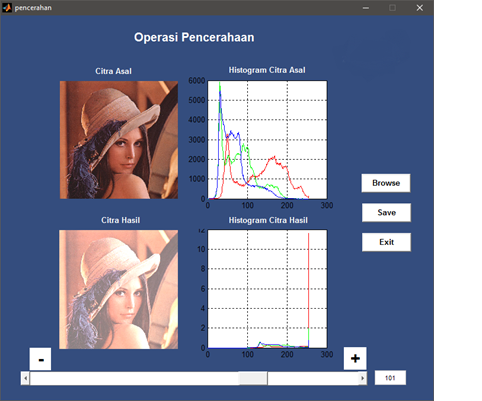 pencerahan
Operasi Pencerahaan
Citra Asal
Histogram Citra Asal
6000
5000
4000
3000
2000
1000
0
0 100 200 300
Browse
Save
Exit
Citra Hasil
Histogram Citra Hasil
12
10
8
6
4
2
0
0 100 200 300
-
+
101